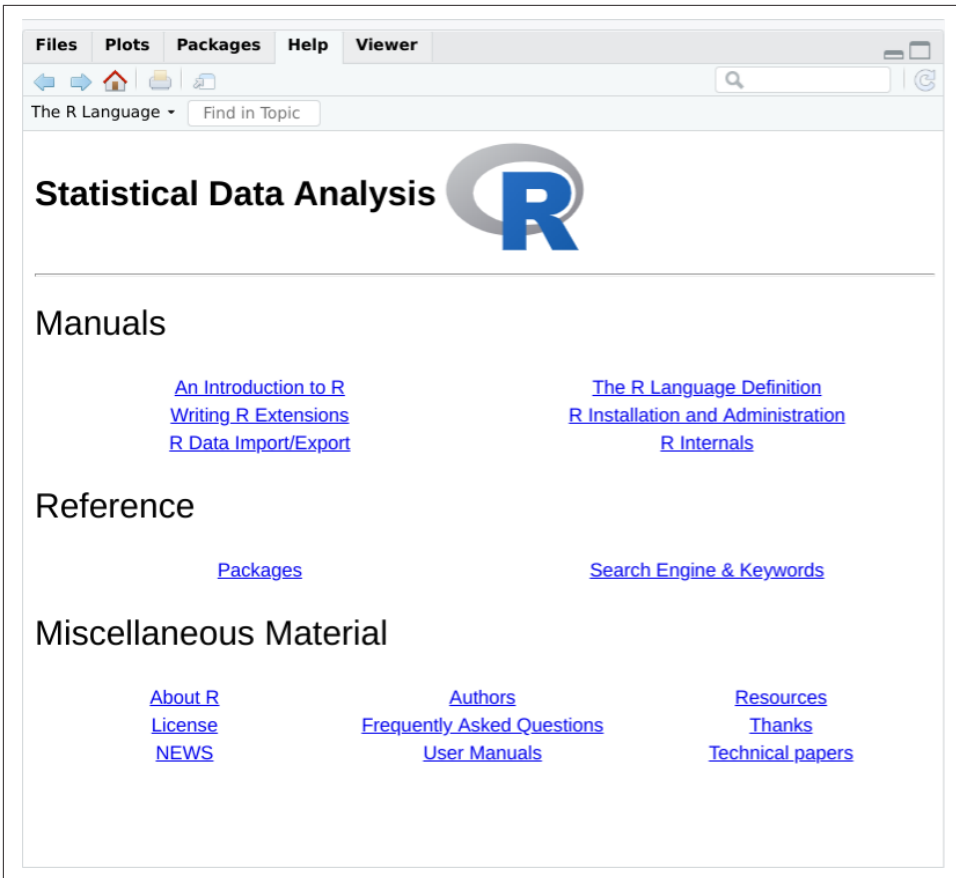 Files Plots Packages Help Viewer
The R Language Find in Topic
Statistical Data Analysis R
Manuals
An Introduction to R The R Language Definition
Writing R Extensions R Installation and Administration
R Data Import/Export R Internals
Reference
Packages Search Engine & Keywords
Miscellaneous Material
About R Authors Resources
License Frequently Asked Questions Thanks
NEWS User Manuals Technical papers